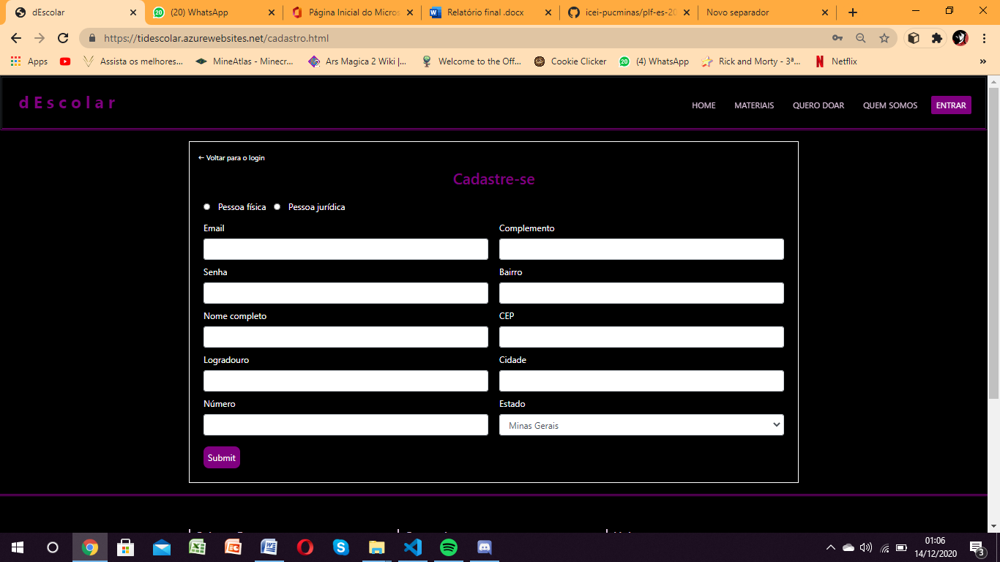 dEscolar (20) WhatsApp Página Inicial do Micros Relatório final .docx icei-pucminas/plf-es-20 Novo separador
https://tidescolar.azurewebsites.net/cadastro.html
Apps Assista os melhores... MineAtlas - Minecr... Ars Magica 2 Wiki |... Welcome to the Off... Cookie Clicker (4) WhatsApp Rick and Morty - 3ª... Netflix »
dEscolar HOME MATERIAIS QUERO DOAR QUEM SOMOS ENTRAR
← Voltar para o login
Cadastre-se
Pessoa física Pessoa jurídica
Email Complemento
Senha Bairro
Nome completo CEP
Logradouro Cidade
Número Estado
Minas Gerais
Submit
01:06
14/12/2020 3